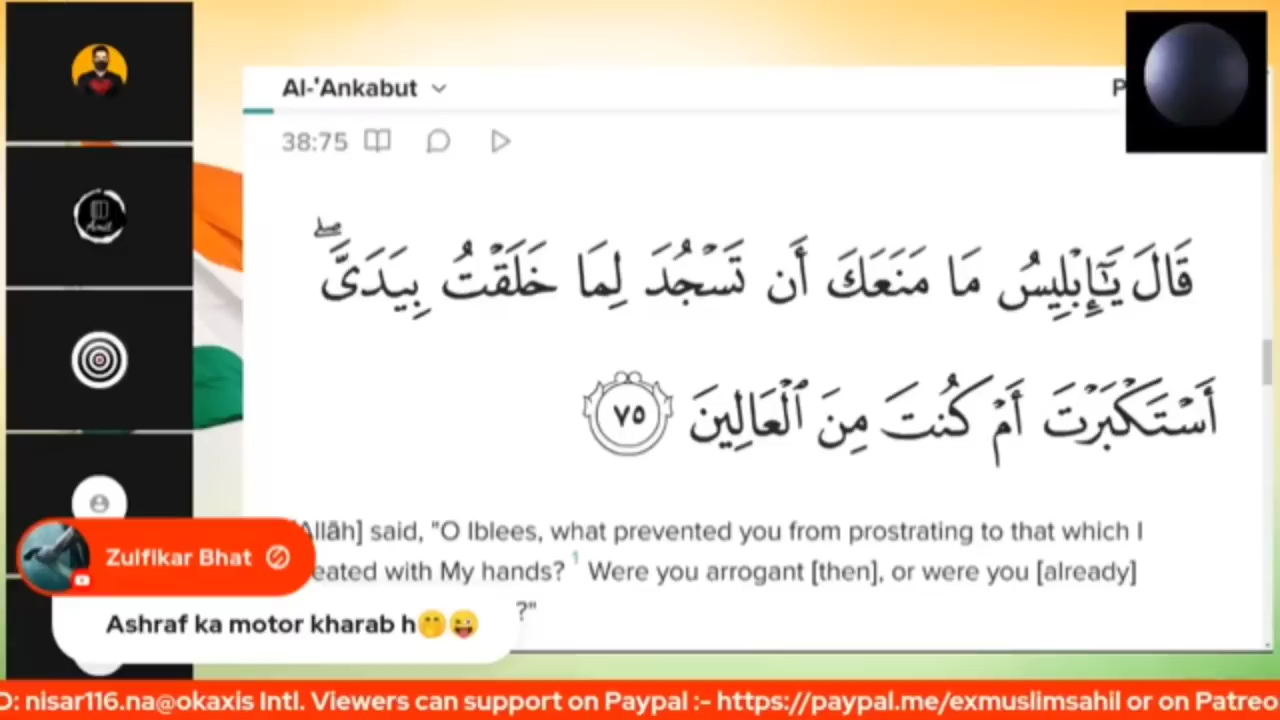 Al-'Ankabut
P
38:75
قَالَ يَـٰٓإِبْلِيسُ مَا مَنَعَكَ أَن تَسْجُدَ لِمَا خَلَقْتُ بِيَدَىَّ ۖ
أَسْتَكْبَرْتَ أَمْ كُنتَ مِنَ ٱلْعَالِينَ ٧٥
Allāh] said, "O Iblees, what prevented you from prostrating to that which I
eated with My hands? 1 Were you arrogant [then], or were you [already]
?"
Zulfikar Bhat
Ashraf ka motor kharab h🤭😜
D: nisar116.na@okaxis Intl. Viewers can support on Paypal :- https://paypal.me/exmuslimsahil or on Patreo